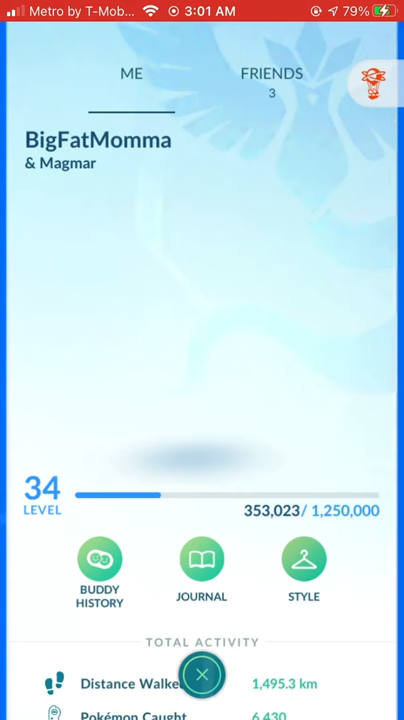 Metro by T-Mob... 3:01 AM 79%
ME
FRIENDS
3
BigFatMomma
& Magmar
34
LEVEL
353,023/ 1,250,000
BUDDY
HISTORY
JOURNAL
STYLE
TOTAL ACTIVITY
Distance Walke 1,495.3 km
Pokémon Caught 6,430